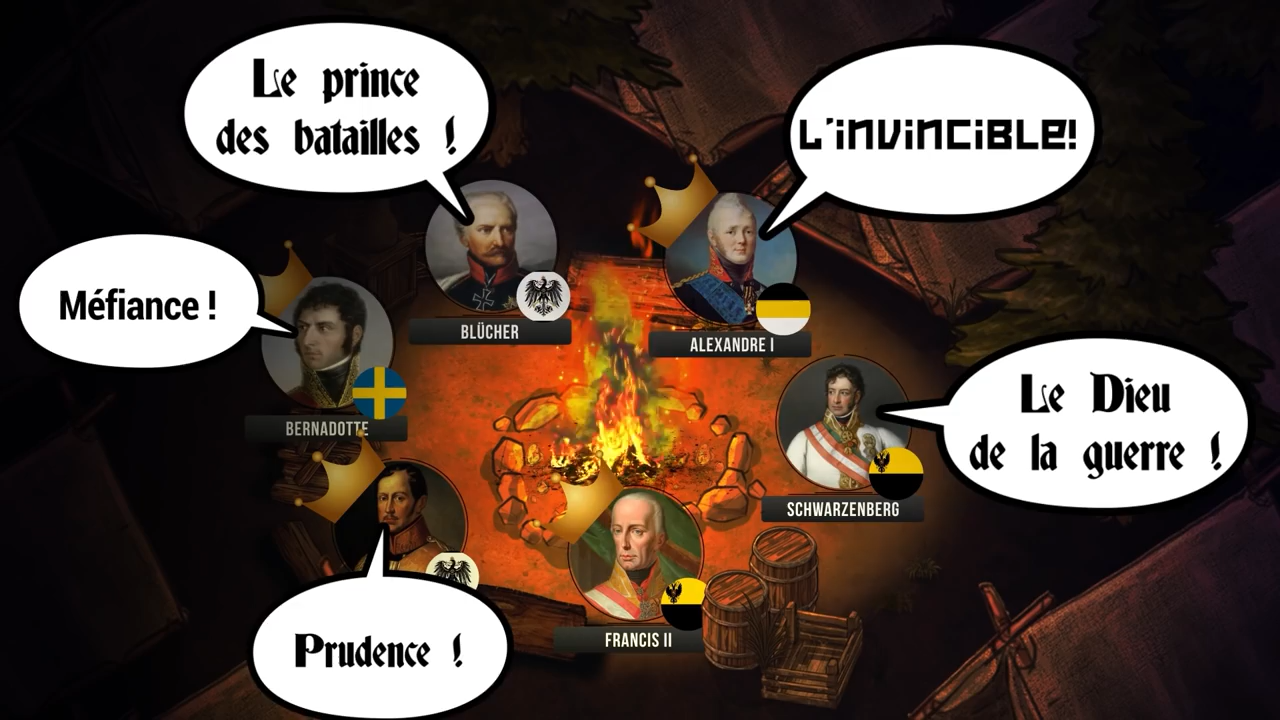 Le prince
des batailles !
L'invincible!
Méfiance !
BLÜCHER
ALEXANDRE I
Le Dieu
de la guerre !
BERNADOTTE
SCHWARZENBERG
FRANCIS II
Prudence !